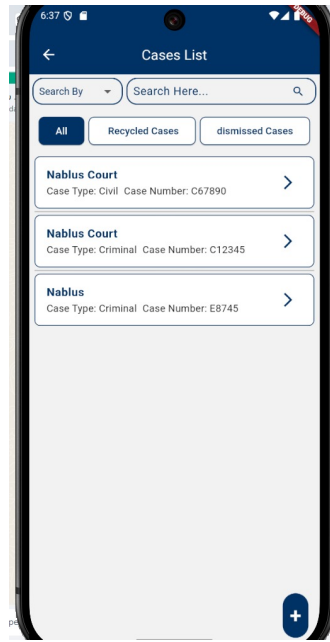 6:37
DEBUG
Cases List
Search By Search Here...
All Recycled Cases dismissed Cases
Nablus Court
Case Type: Civil Case Number: C67890
Nablus Court
Case Type: Criminal Case Number: C12345
Nablus
Case Type: Criminal Case Number: E8745
+